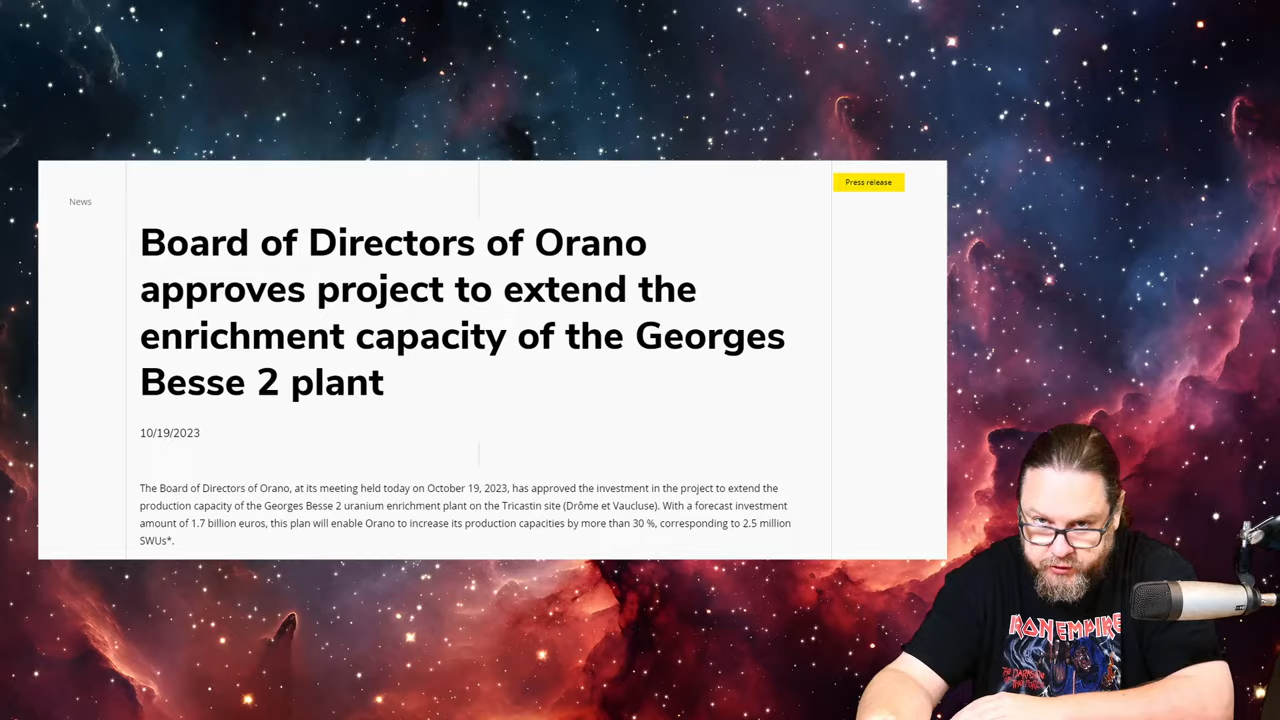 Press release
News
Board of Directors of Orano
approves project to extend the
enrichment capacity of the Georges
Besse 2 plant
10/19/2023
The Board of Directors of Orano, at its meeting held today on October 19, 2023, has approved the investment in the project to extend the
production capacity of the Georges Besse 2 uranium enrichment plant on the Tricastin site (Drôme et Vaucluse). With a forecast investment
amount of 1.7 billion euros, this plan will enable Orano to increase its production capacities by more than 30 %, corresponding to 2.5 million
SWUs*.
IRON EMPIRE